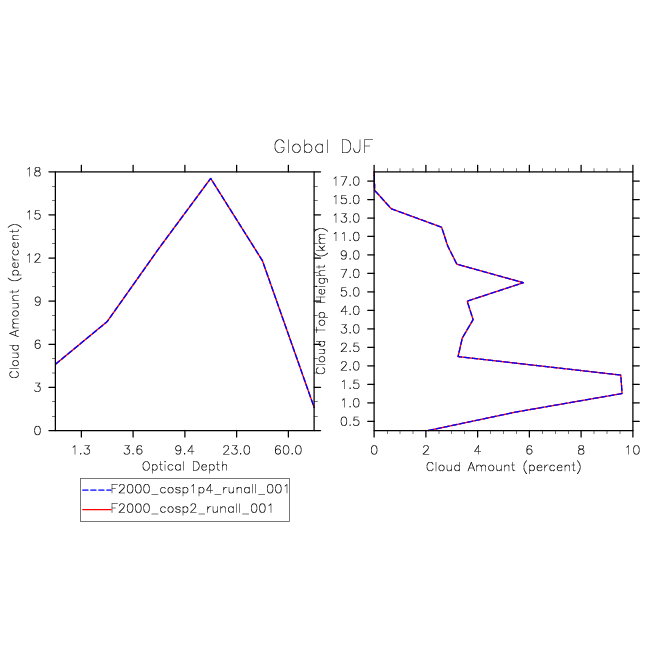 Global DJF
18
15
12
9
6
3
0
Cloud Amount (percent)
1.3 3.6 9.4 23.0 60.0
Optical Depth
17.0
15.0
13.0
11.0
9.0
7.0
5.0
4.0
3.0
2.5
2.0
1.5
1.0
0.5
Cloud Top Height (km)
0 2 4 6 8 10
Cloud Amount (percent)
F2000_cosp1p4_runall_001
F2000_cosp2_runall_001